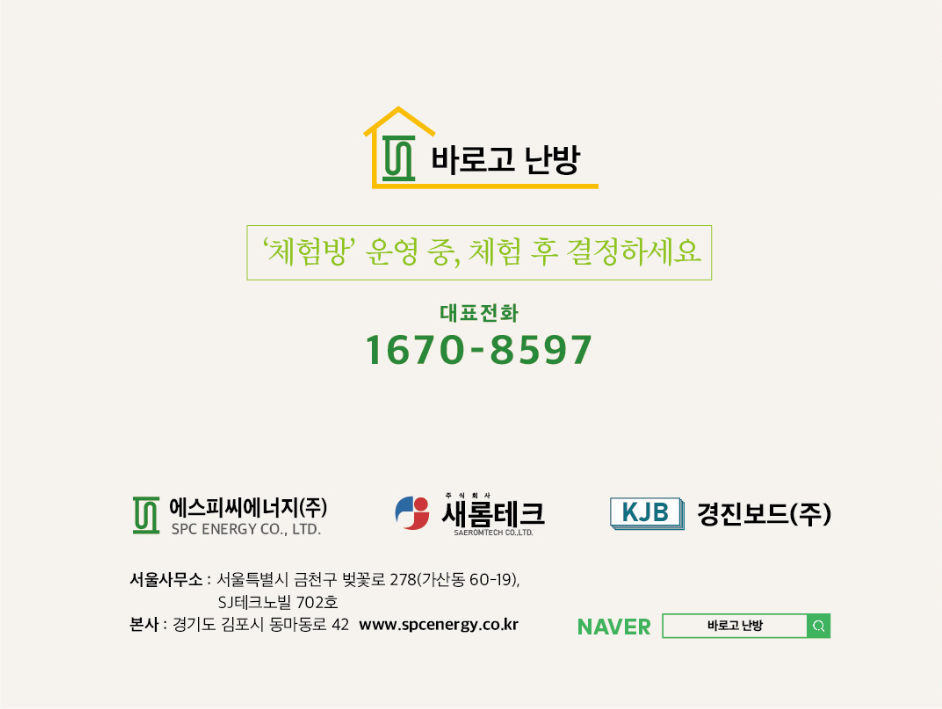 바로고 난방
‘체험방’ 운영 중, 체험 후 결정하세요
대표전화
1670-8597
에스피씨에너지(주)
SPC ENERGY CO., LTD.
주식회사
새롬테크
SAEROMTECH CO.,LTD.
KJB 경진보드(주)
서울사무소 : 서울특별시 금천구 벚꽃로 278(가산동 60-19),
SJ테크노빌 702호
본사 : 경기도 김포시 동마동로 42 www.spcenergy.co.kr
NAVER 바로고 난방